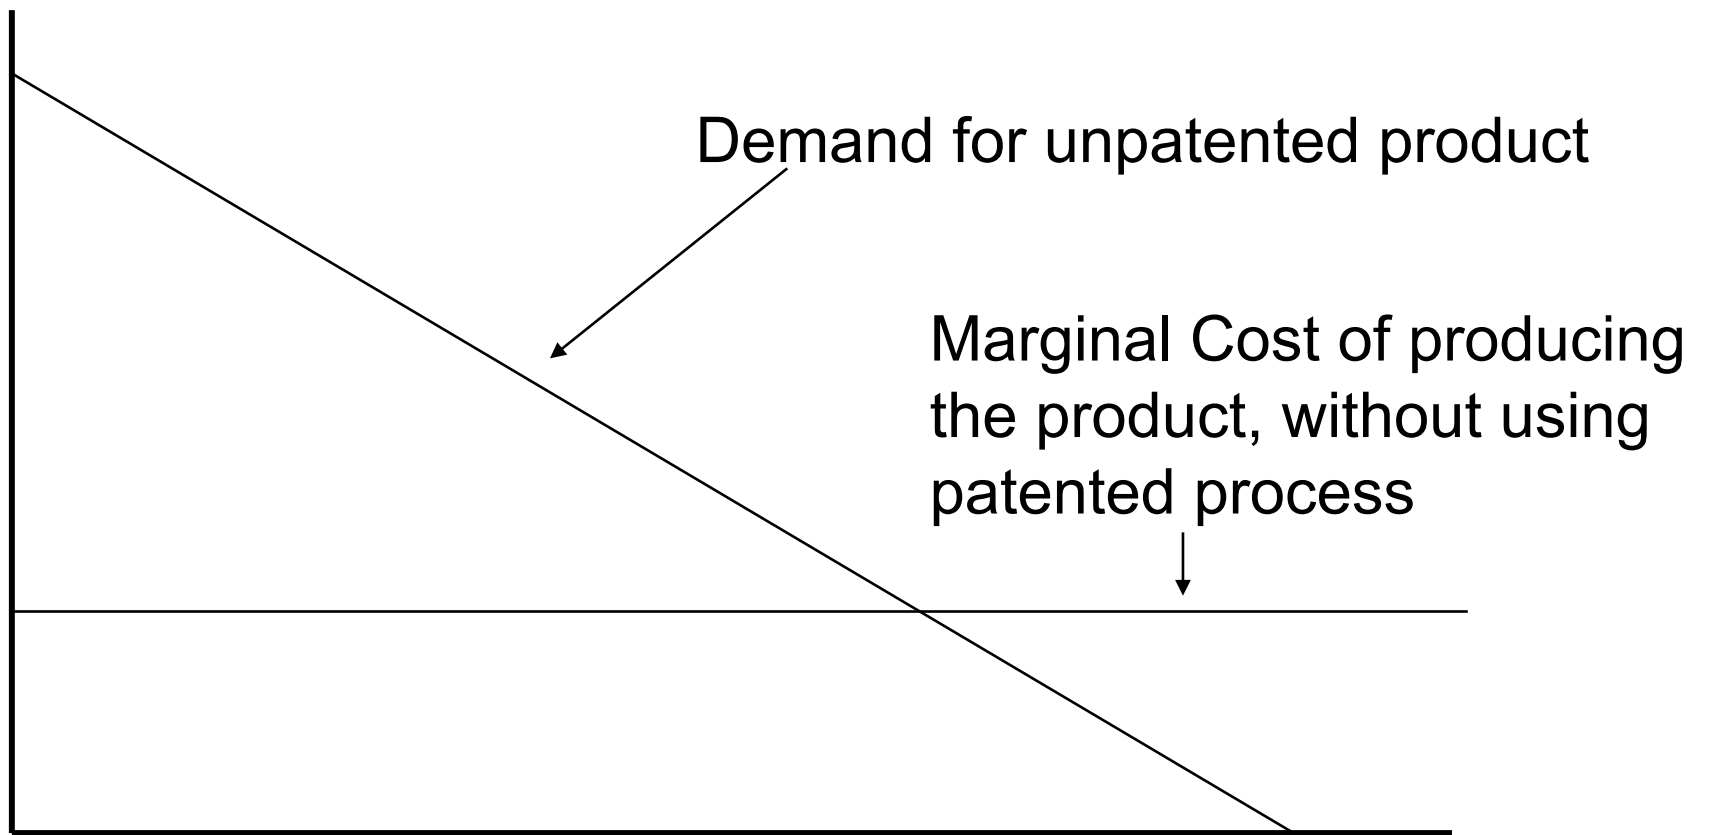 Demand for unpatented product
Marginal Cost of producing
the product, without using
patented process